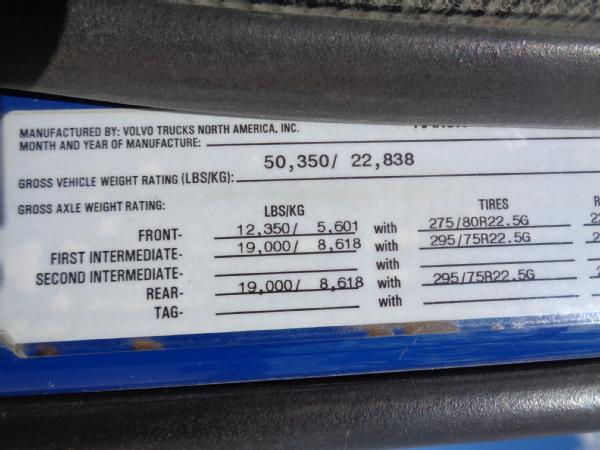 MANUFACTURED BY: VOLVO TRUCKS NORTH AMERICA, INC.
MONTH AND YEAR OF MANUFACTURE:
50,350/ 22,838
GROSS VEHICLE WEIGHT RATING (LBS/KG):
GROSS AXLE WEIGHT RATING: LBS/KG TIRES
FRONT- 12,350/ 5,601 with 275/80R22.5G
FIRST INTERMEDIATE- 19,000/ 8,618 with 295/75R22.5G
SECOND INTERMEDIATE- with
REAR- 19,000/ 8,618 with 295/75R22.5G
TAG- with